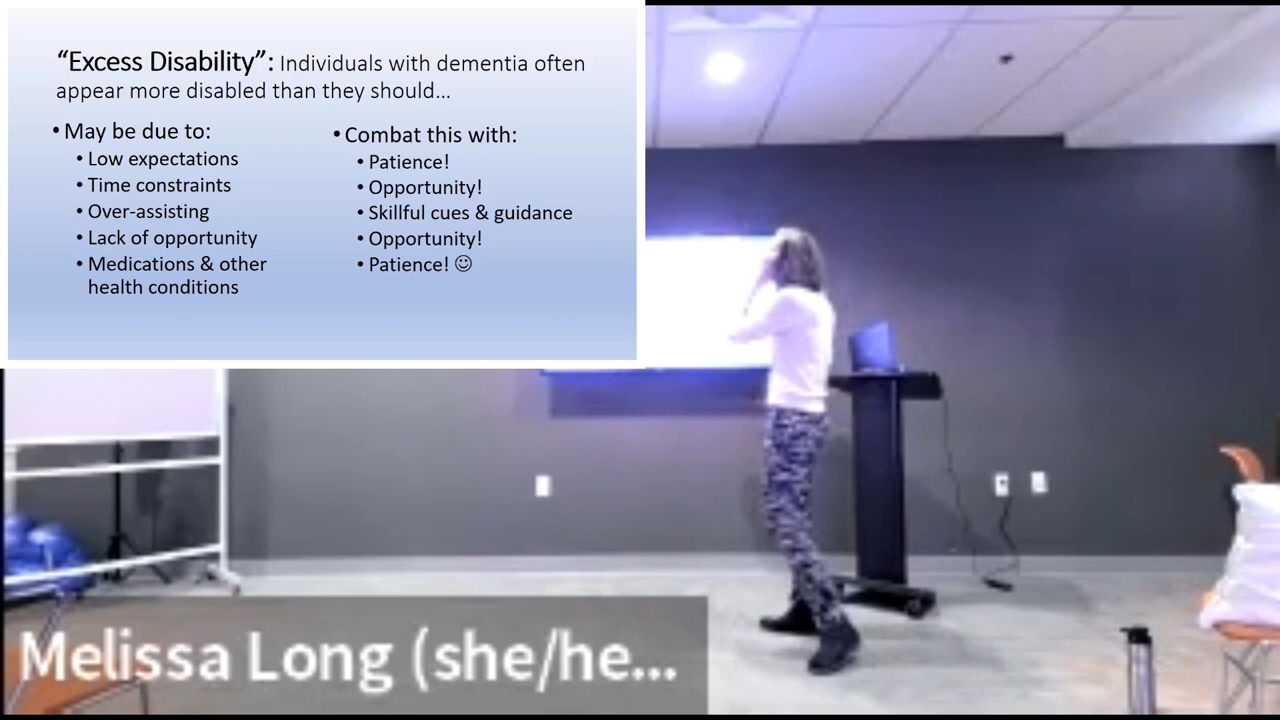 “Excess Disability”: Individuals with dementia often
appear more disabled than they should...
• May be due to:
• Low expectations
• Time constraints
• Over-assisting
• Lack of opportunity
• Medications & other
health conditions
• Combat this with:
• Patience!
• Opportunity!
• Skillful cues & guidance
• Opportunity!
• Patience! ☺
Melissa Long (she/he...